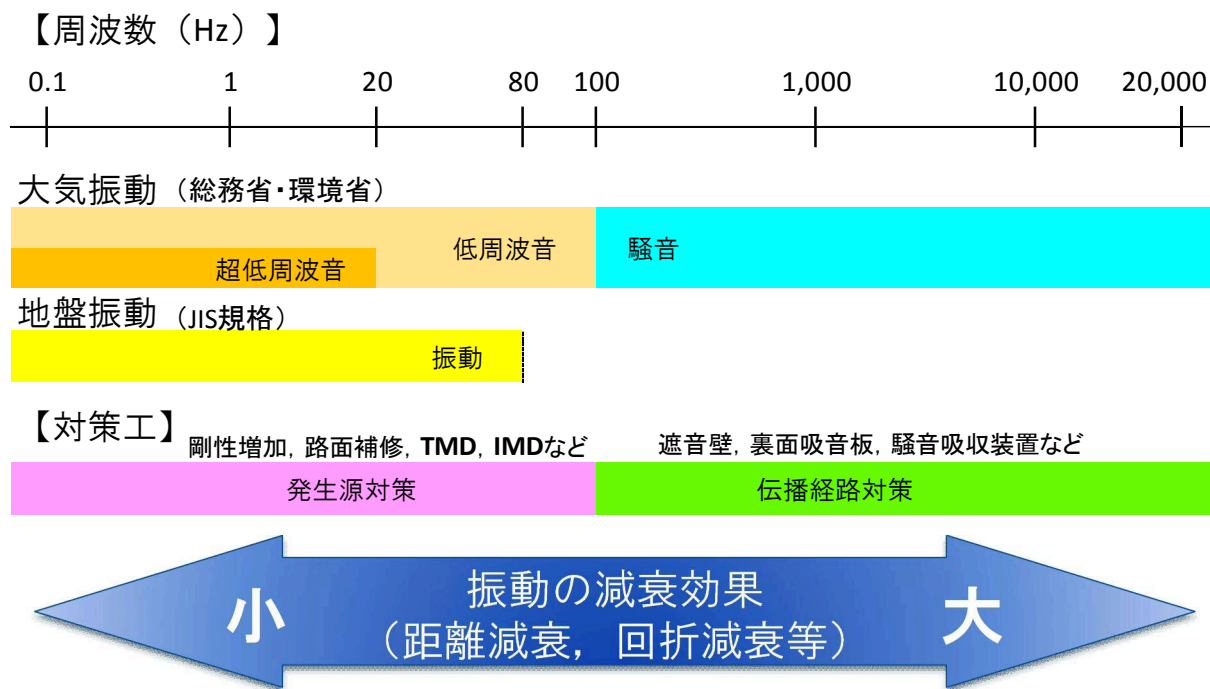 【周波数（Hz）】
0.1 1 20 80 100 1,000 10,000 20,000
大気振動（総務省・環境省）
低周波音 騒音
超低周波音
地盤振動（JIS規格）
振動
【対策工】
剛性増加，路面補修，TMD，IMDなど 遮音壁，裏面吸音板，騒音吸収装置など
発生源対策 伝播経路対策
振動の減衰効果
小 大
（距離減衰，回折減衰等）